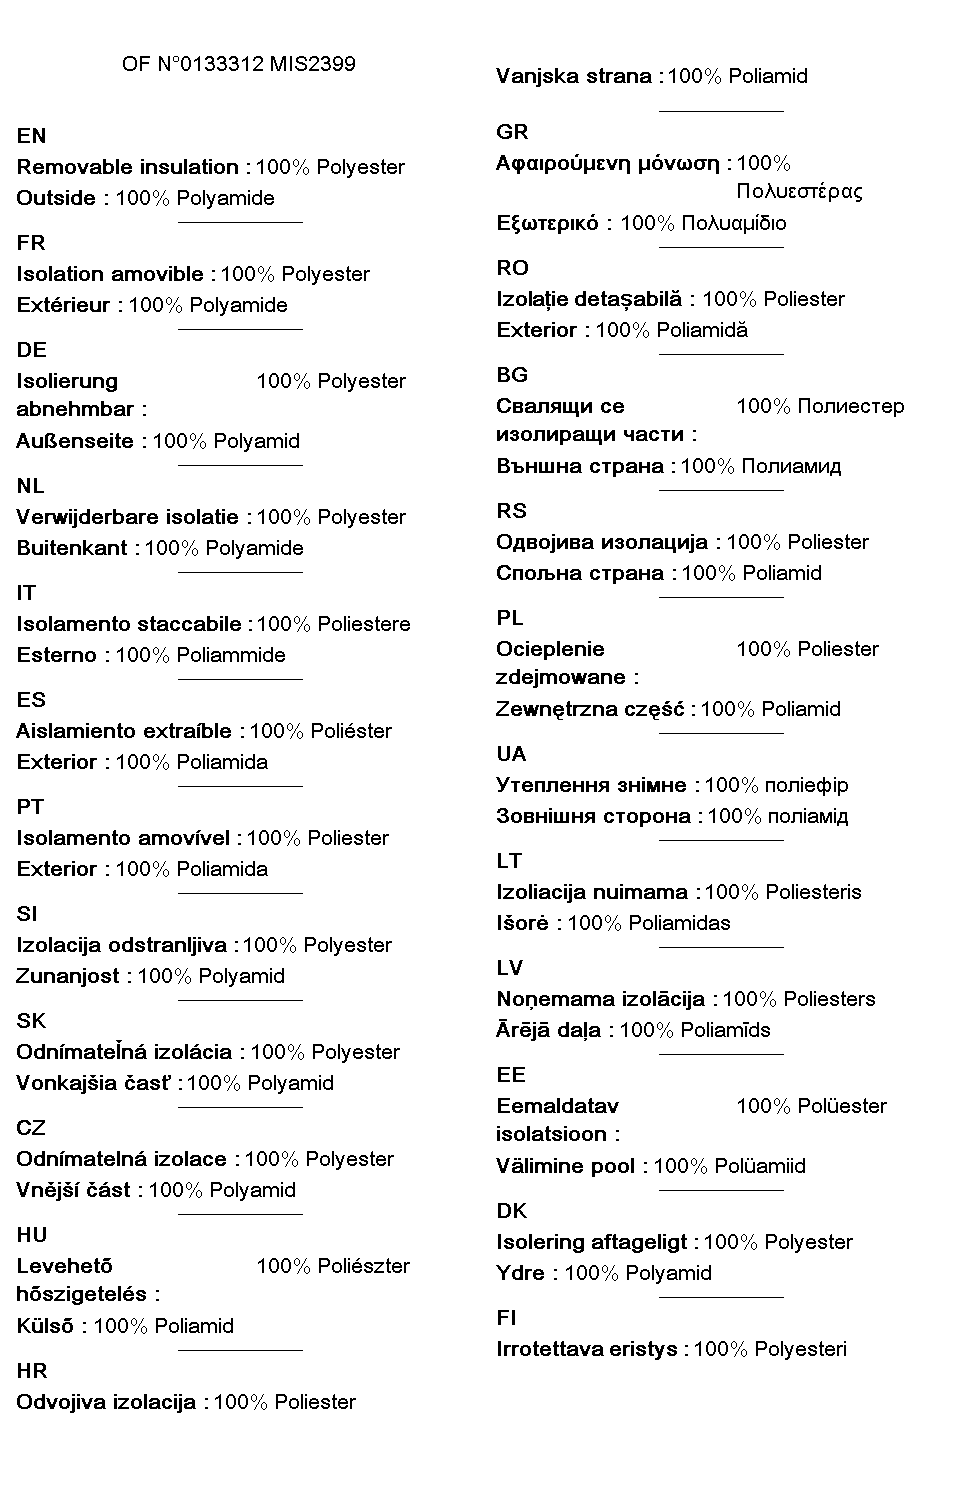 OF N°0133312 MIS2399
EN
Removable insulation : 100% Polyester
Outside : 100% Polyamide
FR
Isolation amovible : 100% Polyester
Extérieur : 100% Polyamide
DE
Isolierung 100% Polyester
abnehmbar :
Außenseite : 100% Polyamid
NL
Verwijderbare isolatie : 100% Polyester
Buitenkant : 100% Polyamide
IT
Isolamento staccabile : 100% Poliestere
Esterno : 100% Poliammide
ES
Aislamiento extraíble : 100% Poliéster
Exterior : 100% Poliamida
PT
Isolamento amovível : 100% Poliester
Exterior : 100% Poliamida
SI
Izolacija odstranljiva : 100% Polyester
Zunanjost : 100% Polyamid
SK
Odnímateľná izolácia : 100% Polyester
Vonkajšia časť : 100% Polyamid
CZ
Odnímatelná izolace : 100% Polyester
Vnější část : 100% Polyamid
HU
Levehető 100% Poliészter
hőszigetelés :
Külső : 100% Poliamid
HR
Odvojiva izolacija : 100% Poliester
Vanjska strana : 100% Poliamid
GR
Αφαιρούμενη μόνωση : 100%
Πολυεστέρας
Εξωτερικό : 100% Πολυαμίδιο
RO
Izolație detașabilă : 100% Poliester
Exterior : 100% Poliamidă
BG
Свалящи се 100% Полиестер
изолиращи части :
Външна страна : 100% Полиамид
RS
Одвојива изолација : 100% Poliester
Спољна страна : 100% Poliamid
PL
Ocieplenie 100% Poliester
zdejmowane :
Zewnętrzna część : 100% Poliamid
UA
Утеплення знімне : 100% поліефір
Зовнішня сторона : 100% поліамід
LT
Izoliacija nuimama : 100% Poliesteris
Išorė : 100% Poliamidas
LV
Noņemama izolācija : 100% Poliesters
Ārējā daļa : 100% Poliamīds
EE
Eemaldatav 100% Polüester
isolatsioon :
Välimine pool : 100% Polüamiid
DK
Isolering aftageligt : 100% Polyester
Ydre : 100% Polyamid
FI
Irrotettava eristys : 100% Polyesteri